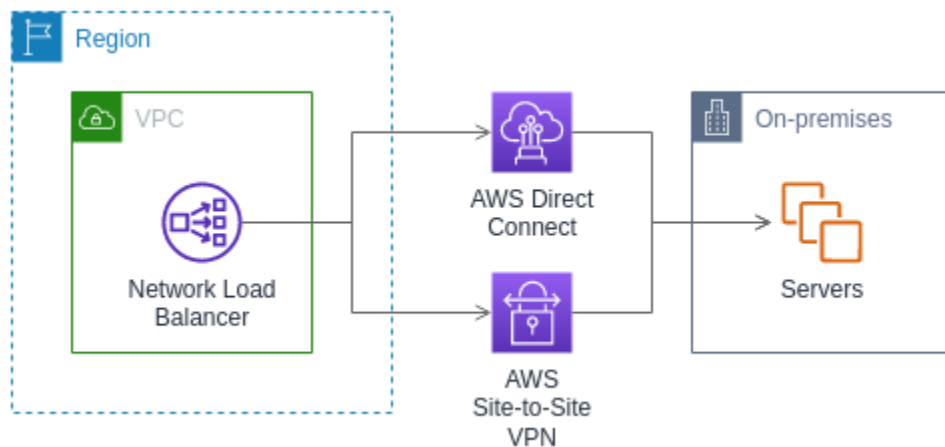 Region
VPC
On-premises
AWS Direct
Connect
Network Load
Balancer
Servers
AWS
Site-to-Site
VPN